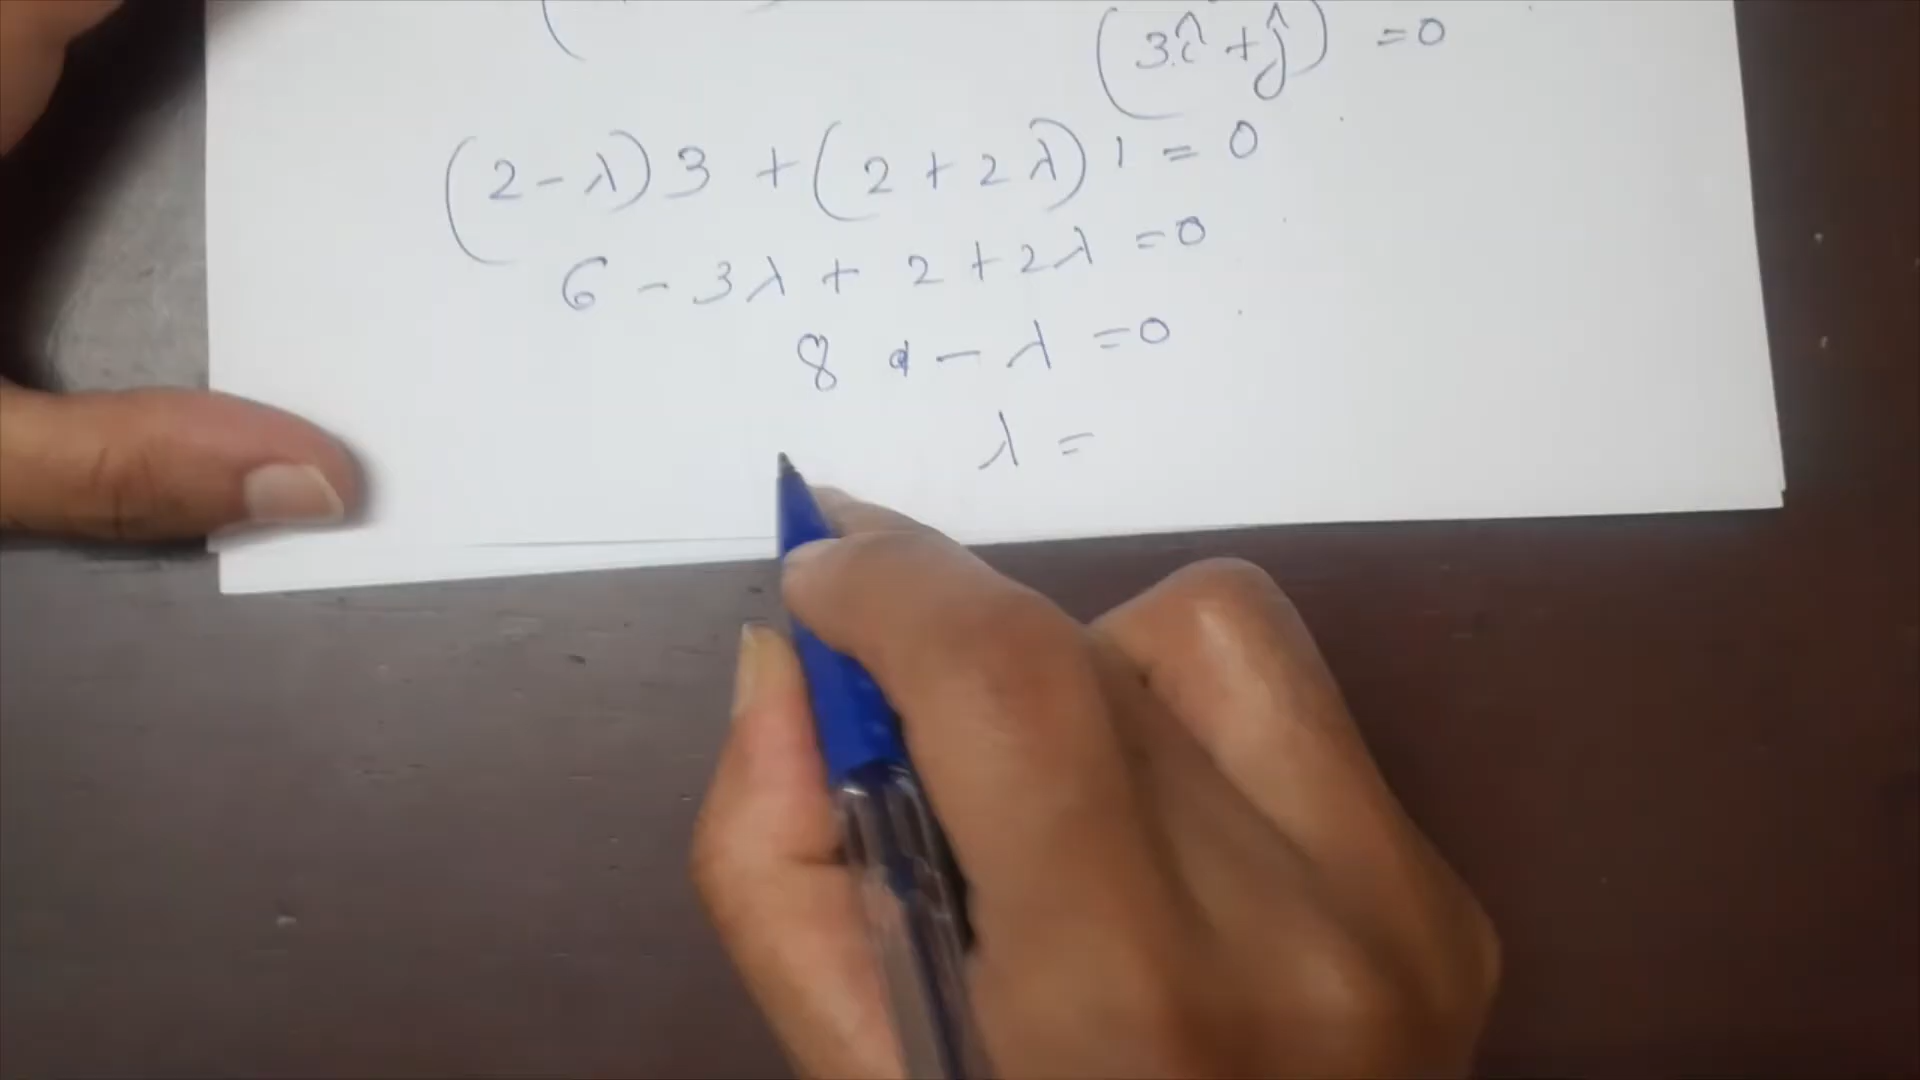 (3î + ĵ) = 0
(2 - λ) 3 + (2 + 2λ) 1 = 0
6 - 3λ + 2 + 2λ = 0
8 - λ = 0
λ =